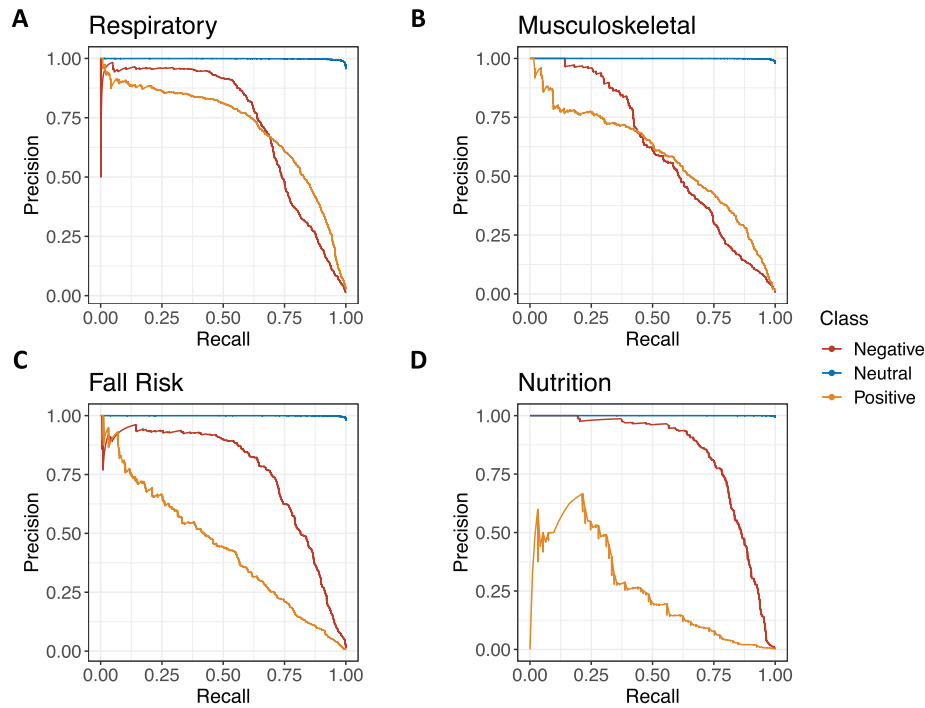 A
Respiratory
1.00
0.75
0.50
0.25
0.00
Precision
0.00 0.25 0.50 0.75 1.00
Recall
B
Musculoskeletal
1.00
0.75
0.50
0.25
0.00
Precision
0.00 0.25 0.50 0.75 1.00
Recall
C
Fall Risk
1.00
0.75
0.50
0.25
0.00
Precision
0.00 0.25 0.50 0.75 1.00
Recall
D
Nutrition
1.00
0.75
0.50
0.25
0.00
Precision
0.00 0.25 0.50 0.75 1.00
Recall
Class
Negative
Neutral
Positive